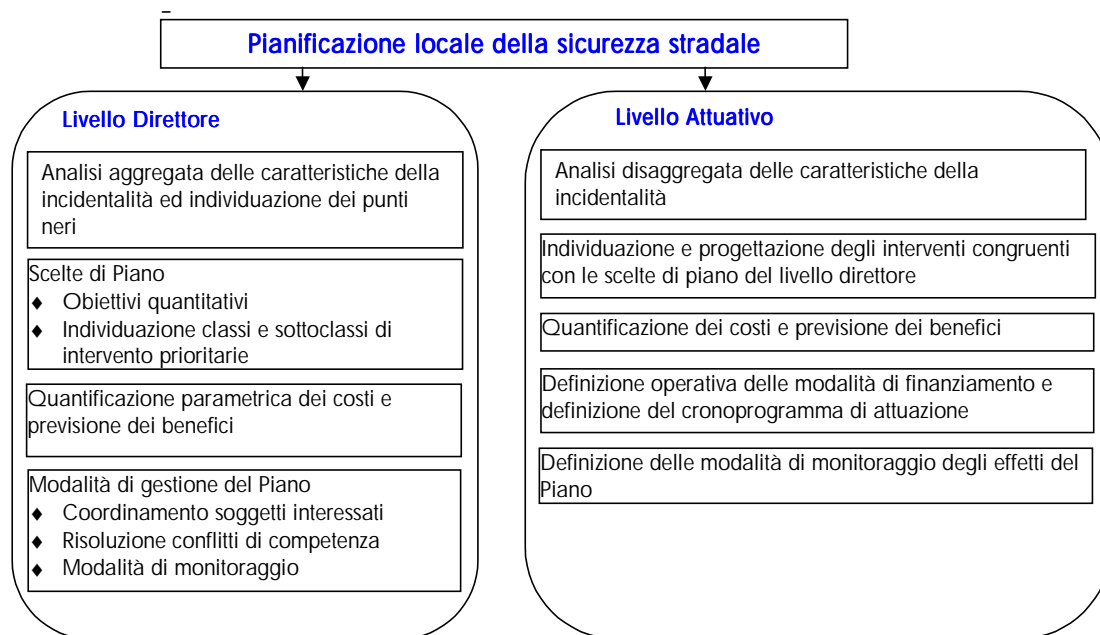 Pianificazione locale della sicurezza stradale
Livello Direttore
Analisi aggregata delle caratteristiche della
incidentalità ed individuazione dei punti
neri
Scelte di Piano
♦ Obiettivi quantitativi
♦ Individuazione classi e sottoclassi di
intervento prioritarie
Quantificazione parametrica dei costi e
previsione dei benefici
Modalità di gestione del Piano
♦ Coordinamento soggetti interessati
♦ Risoluzione conflitti di competenza
♦ Modalità di monitoraggio
Livello Attuativo
Analisi disaggregata delle caratteristiche della
incidentalità
Individuazione e progettazione degli interventi congruenti
con le scelte di piano del livello direttore
Quantificazione dei costi e previsione dei benefici
Definizione operativa delle modalità di finanziamento e
definizione del cronoprogramma di attuazione
Definizione delle modalità di monitoraggio degli effetti del
Piano